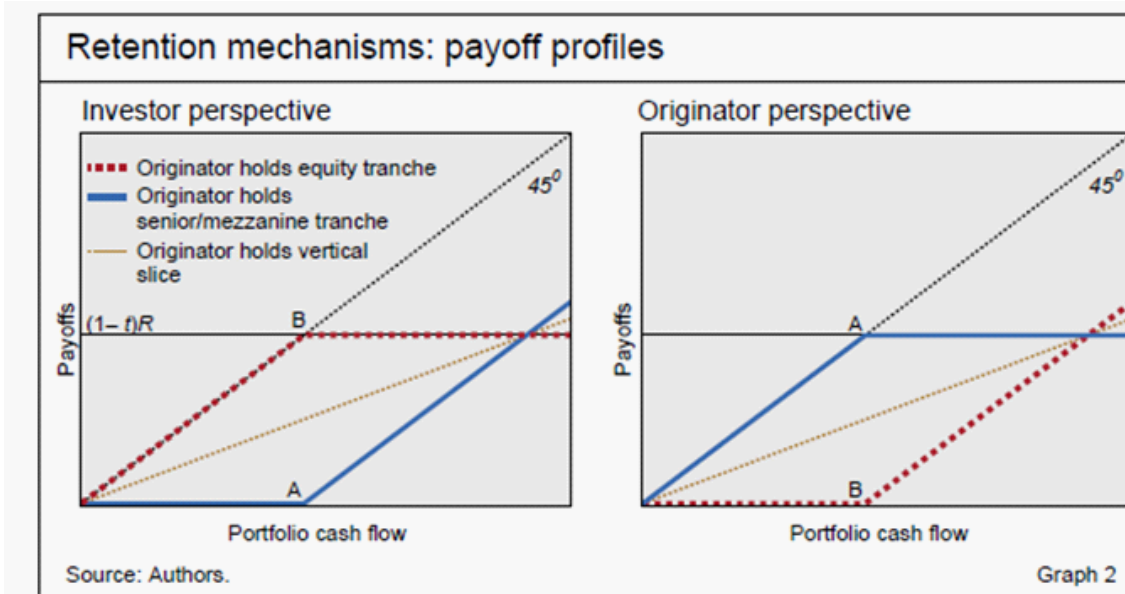 Retention mechanisms: payoff profiles
Investor perspective
Originator holds equity tranche
Originator holds
senior/mezzanine tranche
Originator holds vertical
slice
45⁰
(1– t)R
B
A
Payoffs
Portfolio cash flow
Originator perspective
45⁰
A
B
Payoffs
Portfolio cash flow
Source: Authors.
Graph 2